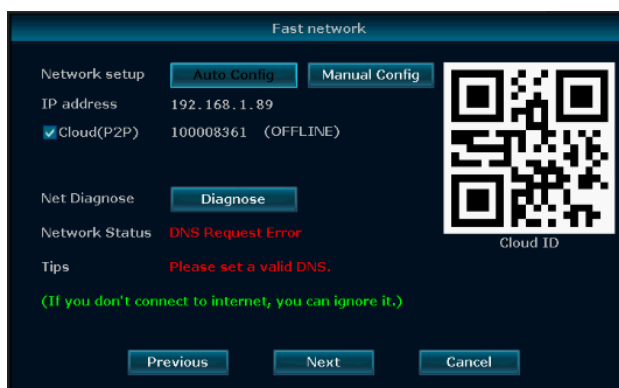 Fast network
Network setup Auto Config Manual Config
IP address 192.168.1.89
Cloud(P2P) 100008361 (OFFLINE)
Net Diagnose Diagnose
Network Status DNS Request Error
Cloud ID
Tips Please set a valid DNS.
(If you don't connect to internet, you can ignore it.)
Previous Next Cancel